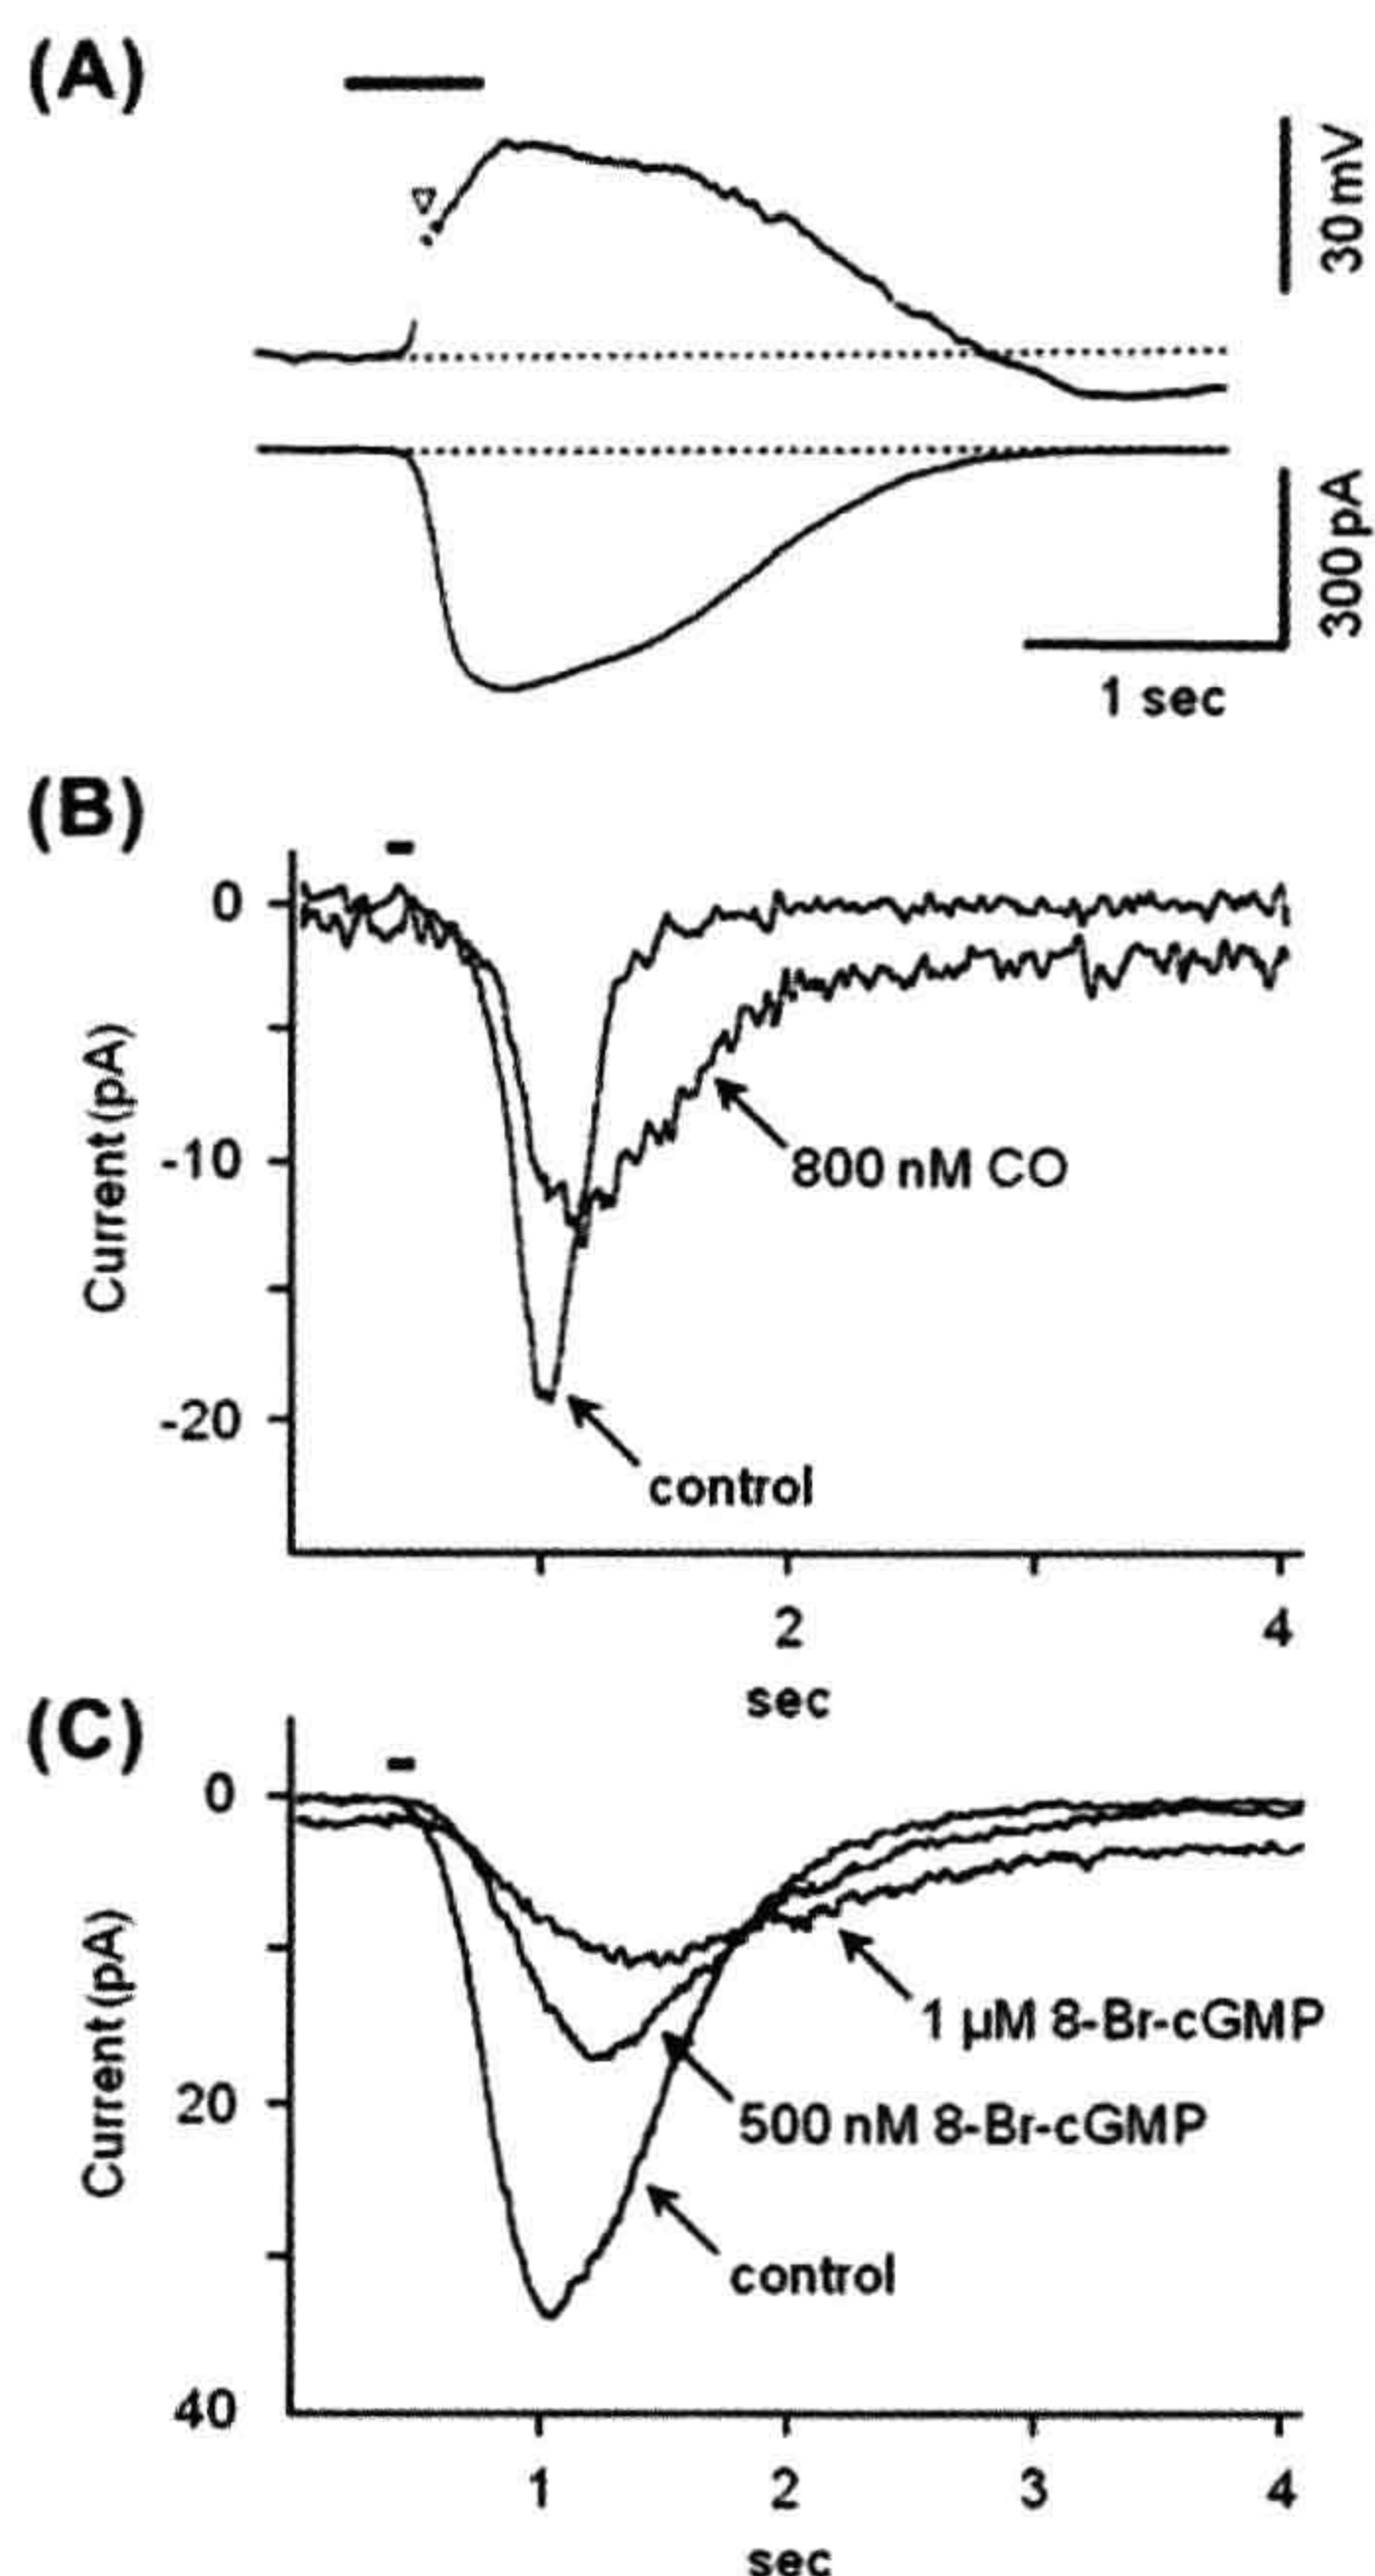 (A)
30 mV
300 pA
1 sec
(B)
0
-10
-20
Current (pA)
800 nM CO
control
2
4
sec
(C)
0
20
40
Current (pA)
1 µM 8-Br-cGMP
500 nM 8-Br-cGMP
control
1
2
3
4
sec